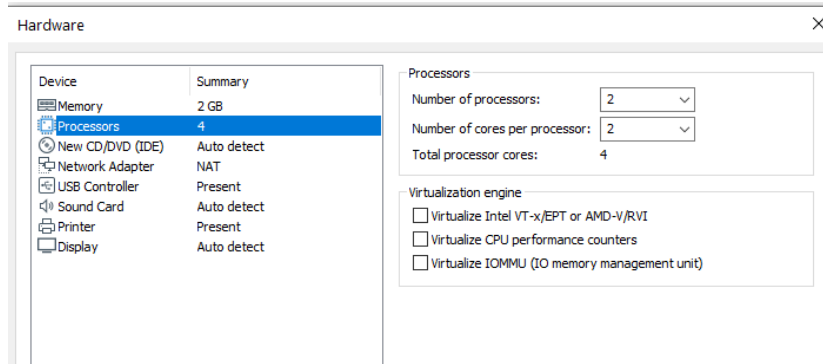 Hardware
Device Summary
Memory 2 GB
Processors 4
New CD/DVD (IDE) Auto detect
Network Adapter NAT
USB Controller Present
Sound Card Auto detect
Printer Present
Display Auto detect
Processors
Number of processors: 2
Number of cores per processor: 2
Total processor cores: 4
Virtualization engine
Virtualize Intel VT-x/EPT or AMD-V/RVI
Virtualize CPU performance counters
Virtualize IOMMU (IO memory management unit)